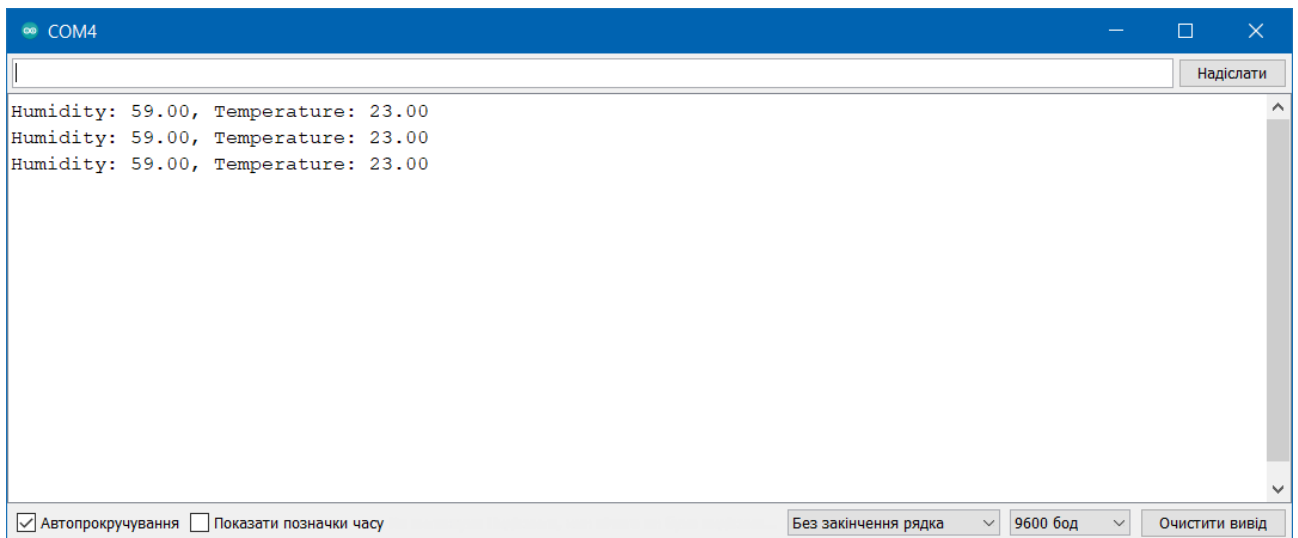 COM4
Надіслати
Humidity: 59.00, Temperature: 23.00
Humidity: 59.00, Temperature: 23.00
Humidity: 59.00, Temperature: 23.00
Автопрокручування Показати позначки часу Без закінчення рядка 9600 бод Очистити вивід